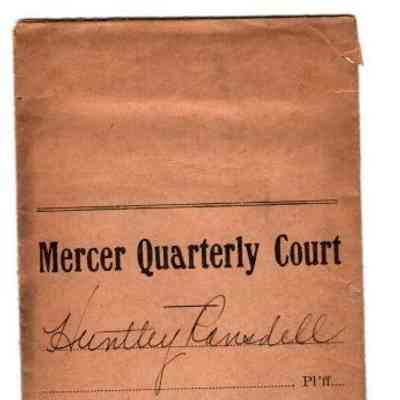 Mercer Quarterly Court
Huntley Ransdell
Pl'ff